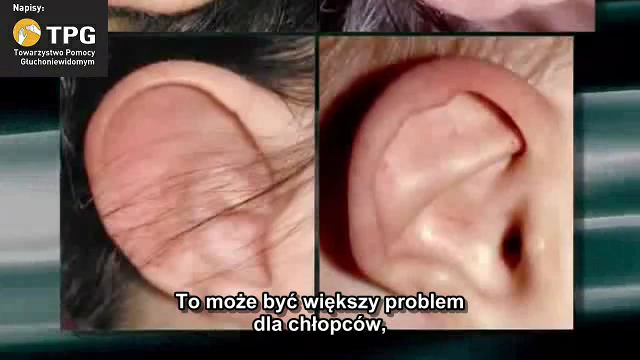 Napisy:
TPG
Towarzystwo Pomocy
Głuchoniewidomym
To może być większy problem
dla chłopców,